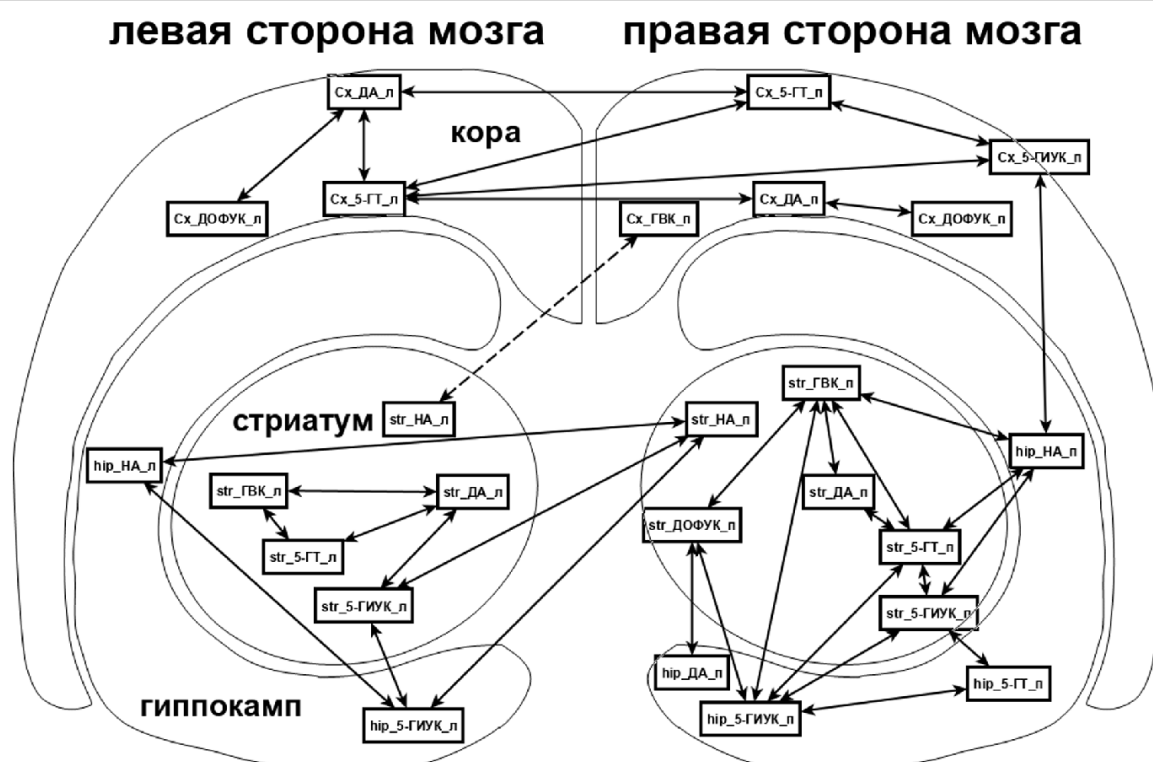 левая сторона мозга
правая сторона мозга
Cx_ДА_л
Cx_5-ГТ_п
кора
Cx_5-ГИУК_п
Cx_5-ГТ_л
Cx_ДА_п
Cx_ДОФУК_л
Cx_ГВК_п
Cx_ДОФУК_п
str_ГВК_п
стриатум
str_НА_л
str_НА_п
hip_НА_л
hip_НА_п
str_ГВК_л
str_ДА_л
str_ДА_п
str_ДОФУК_п
str_5-ГТ_л
str_5-ГТ_п
str_5-ГИУК_л
str_5-ГИУК_п
hip_ДА_п
hip_5-ГТ_п
гиппокамп
hip_5-ГИУК_л
hip_5-ГИУК_п